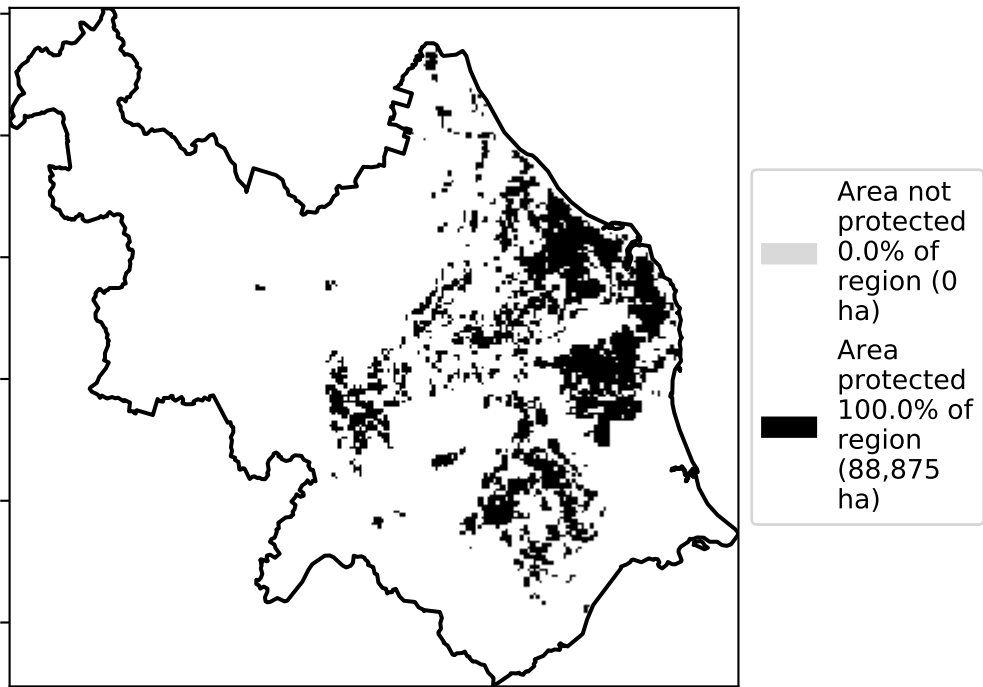 Area not
protected
0.0% of
region (0
ha)
Area
protected
100.0% of
region
(88,875
ha)